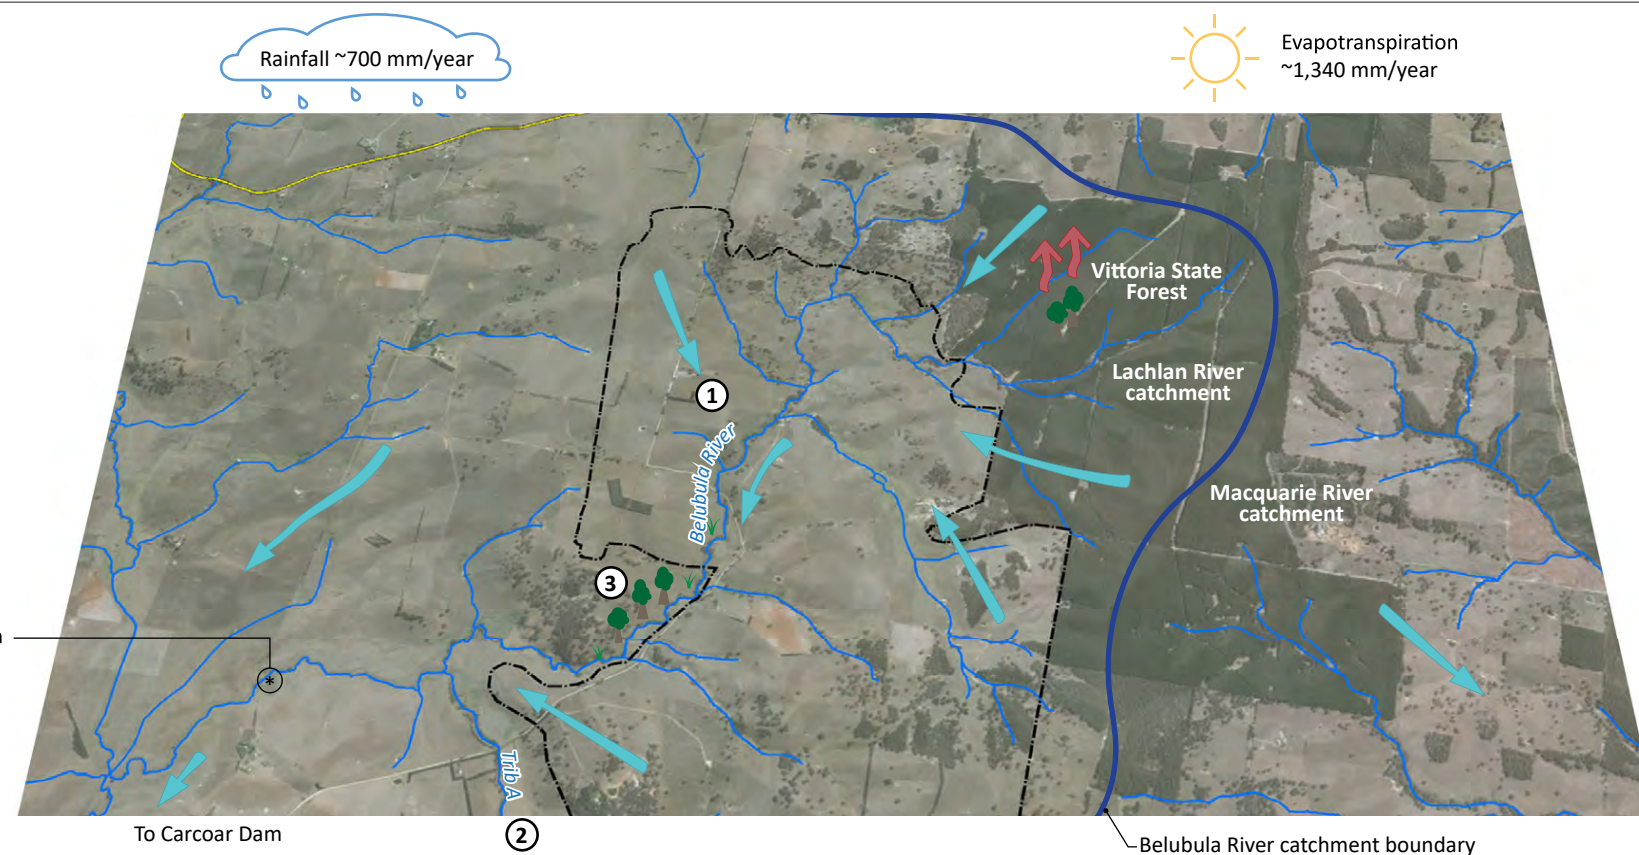 Rainfall ~700 mm/year
Evapotranspiration
~1,340 mm/year
Vittoria State
Forest
Lachlan River
catchment
1
Belubula River
Macquarie River
catchment
3
*
Trib A
To Carcoar Dam
2
Belubula River catchment boundary